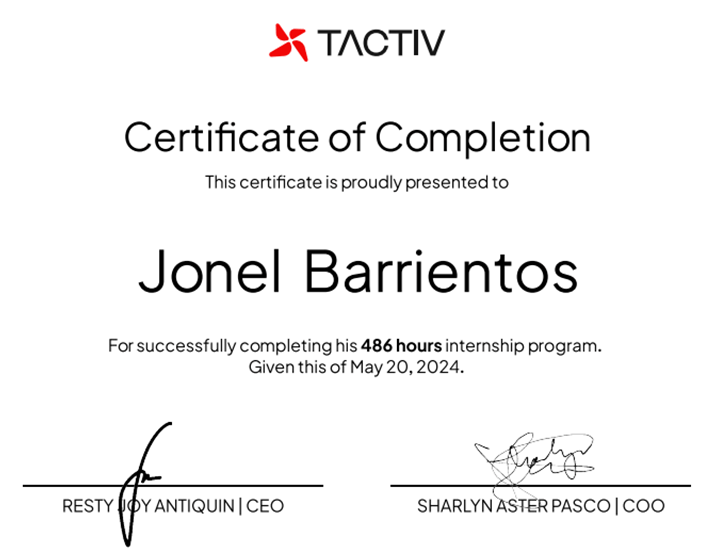 TACTIV
Certificate of Completion
This certificate is proudly presented to
Jonel Barrientos
For successfully completing his 486 hours internship program.
Given this of May 20, 2024.
RESTY JOY ANTIQUIN | CEO
SHARLYN ASTER PASCO | COO